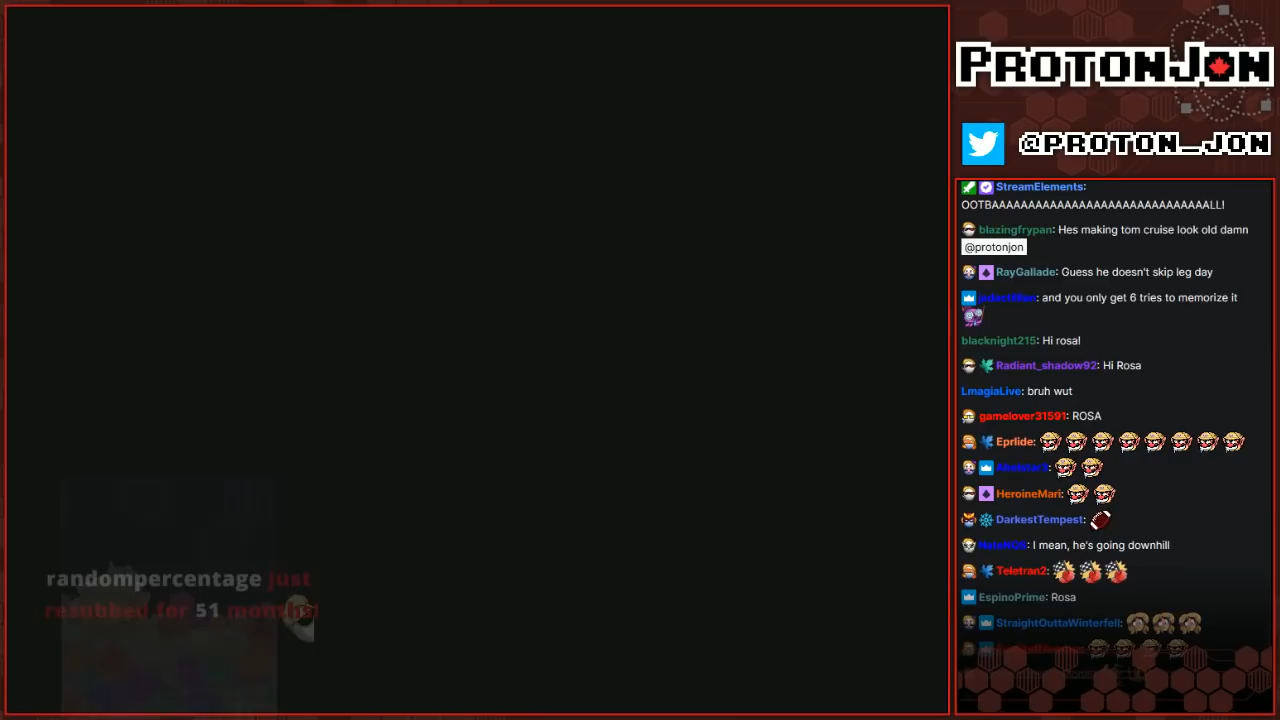 PROTONJON
@PROTON_JON
StreamElements:
OOTBAAAAAAAAAAAAAAAAAAAAAAAAAAAAAALL!
blazingfrypan: Hes making tom cruise look old damn
@protonjon
RayGallade: Guess he doesn't skip leg day
: and you only get 6 tries to memorize it
blacknight215: Hi rosa!
Radiant_shadow92: Hi Rosa
LmagiaLive: bruh wut
gamelover31591: ROSA
Eprlide:
HeroineMari:
DarkestTempest:
: I mean, he's going downhill
Teletran2:
EspinoPrime: Rosa
StraightOuttaWinterfell:
randompercentage just
resubbed for 51 months!